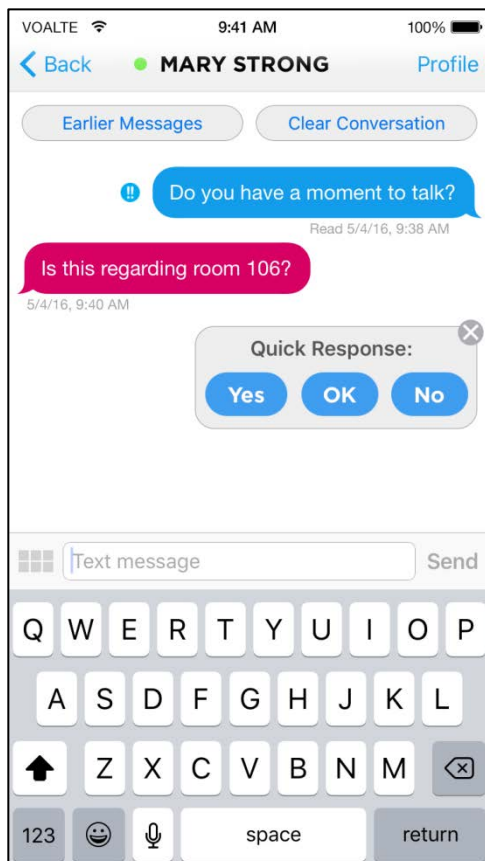 VOALTE 9:41 AM 100%
Back MARY STRONG Profile
Earlier Messages Clear Conversation
!! Do you have a moment to talk?
Read 5/4/16, 9:38 AM
Is this regarding room 106?
5/4/16, 9:40 AM
Quick Response:
Yes OK No
Text message Send
Q W E R T Y U I O P
A S D F G H J K L
Z X C V B N M
123 space return